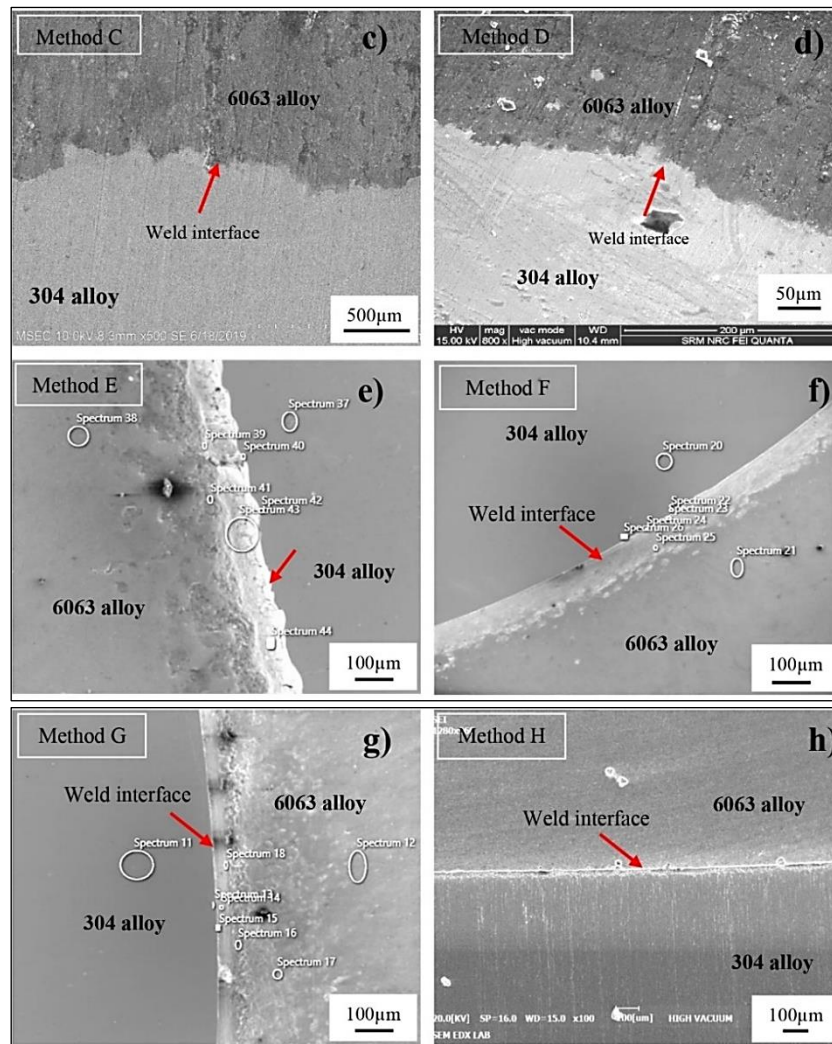 Method C
c)
6063 alloy
Weld interface
304 alloy
500µm
MSEC 10.0kV 8.3mm x500 SE 6/18/2019
Method D
d)
6063 alloy
Weld interface
304 alloy
50µm
HV mag vac mode WD 200 µm
15.00 kV 800 x High vacuum 10.4 mm SRM NRC FEI QUANTA
Method E
e)
Spectrum 37
Spectrum 38
Spectrum 39
Spectrum 40
Spectrum 41
Spectrum 42
Spectrum 43
304 alloy
6063 alloy
Spectrum 44
100µm
Method F
f)
304 alloy
Spectrum 20
Spectrum 22
Spectrum 23
Spectrum 24
Weld interface
Spectrum 26
Spectrum 25
Spectrum 21
6063 alloy
100µm
Method G
g)
Weld interface
6063 alloy
Spectrum 11
Spectrum 18
Spectrum 12
Spectrum 13
Spectrum 14
Spectrum 15
304 alloy
Spectrum 16
Spectrum 17
100µm
Method H
h)
6063 alloy
Weld interface
304 alloy
20.0[KV] SP=16.0 WD=15.0 x100 100[um] HIGH VACUUM
SEM EDX LAB
100µm